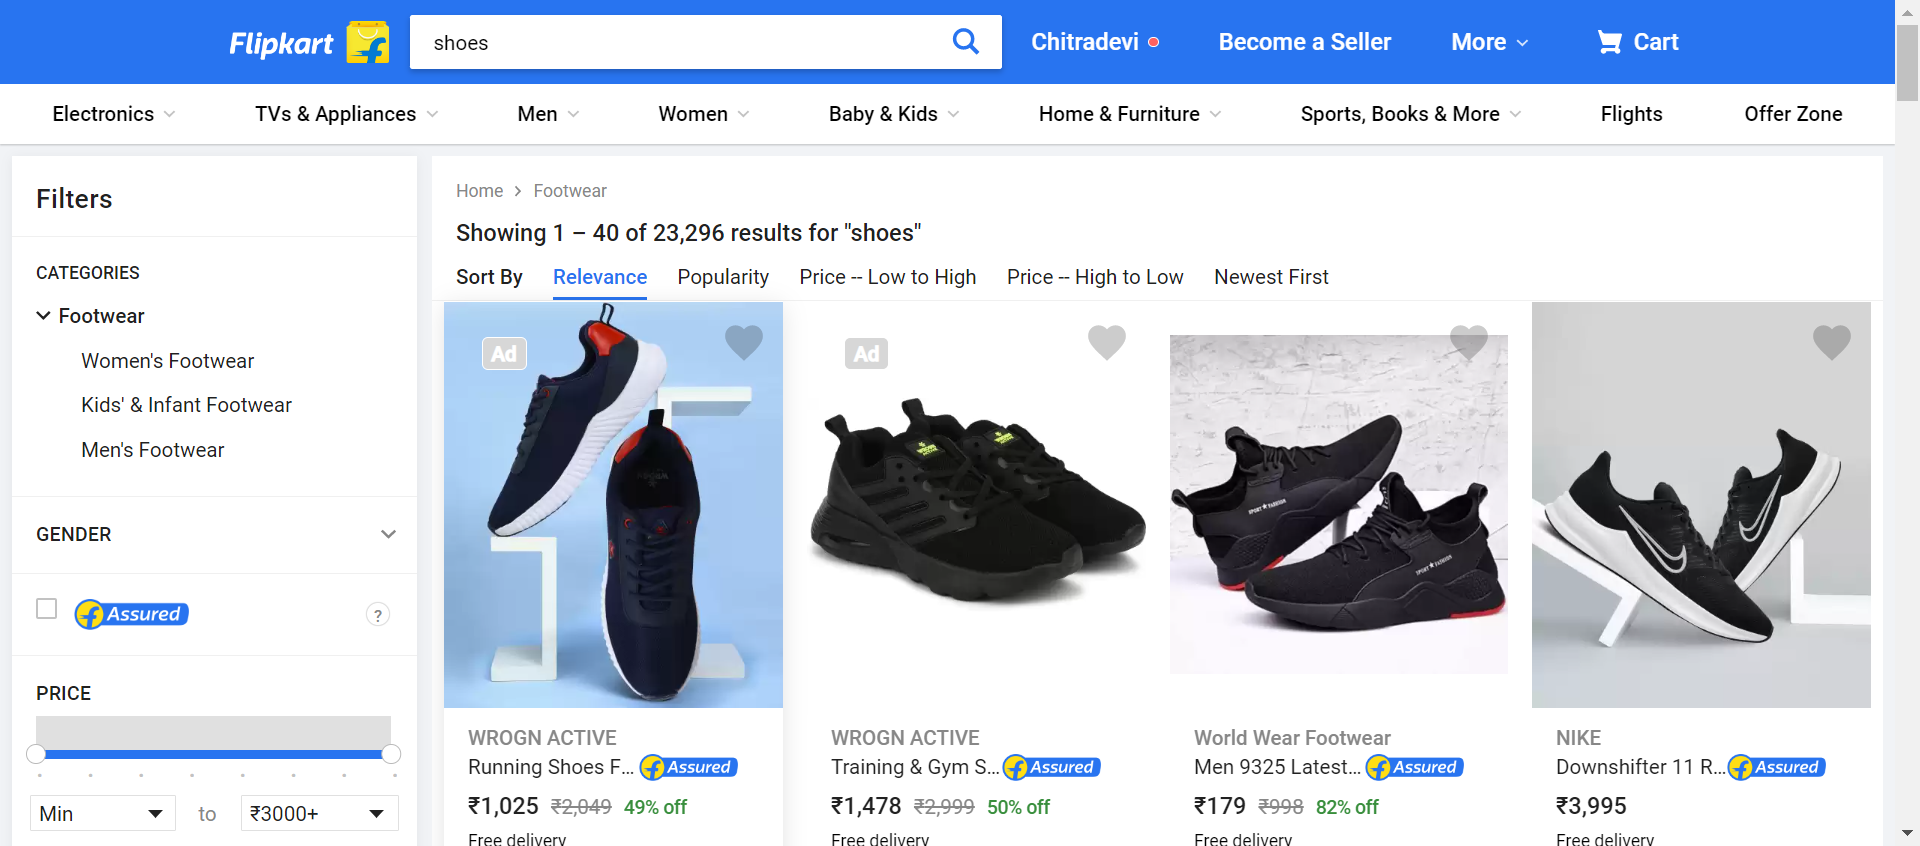 Flipkart
shoes
Chitradevi
Become a Seller
More
Cart
Electronics
TVs & Appliances
Men
Women
Baby & Kids
Home & Furniture
Sports, Books & More
Flights
Offer Zone
Filters
CATEGORIES
Footwear
Women's Footwear
Kids' & Infant Footwear
Men's Footwear
GENDER
f Assured
?
PRICE
Min
to
₹3000+
Home
Footwear
Showing 1 – 40 of 23,296 results for "shoes"
Sort By
Relevance
Popularity
Price -- Low to High
Price -- High to Low
Newest First
Ad
WROGN ACTIVE
Running Shoes F...
f Assured
₹1,025 ₹2,049 49% off
Free delivery
Ad
WROGN ACTIVE
Training & Gym S...
f Assured
₹1,478 ₹2,999 50% off
Free delivery
SPORT★FASHION
SPORT★FASHION
World Wear Footwear
Men 9325 Latest...
f Assured
₹179 ₹998 82% off
Free delivery
NIKE
Downshifter 11 R...
f Assured
₹3,995
Free delivery